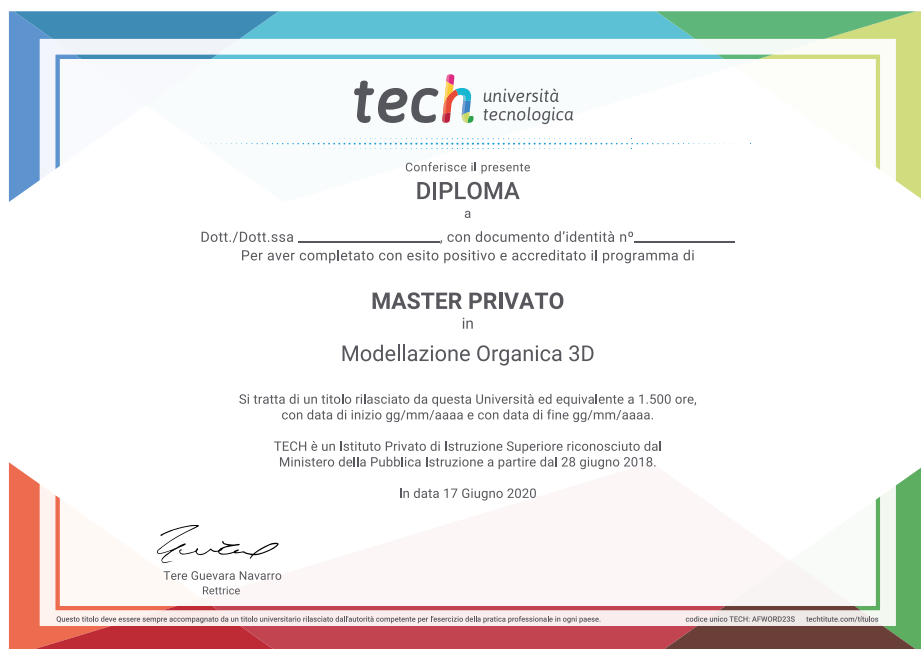 tech università
tecnologica
Conferisce il presente
DIPLOMA
a
Dott./Dott.ssa ____________, con documento d'identità nº____________
Per aver completato con esito positivo e accreditato il programma di
MASTER PRIVATO
in
Modellazione Organica 3D
Si tratta di un titolo rilasciato da questa Università ed equivalente a 1.500 ore,
con data di inizio gg/mm/aaaa e con data di fine gg/mm/aaaa.
TECH è un Istituto Privato di Istruzione Superiore riconosciuto dal
Ministero della Pubblica Istruzione a partire dal 28 giugno 2018.
In data 17 Giugno 2020
Tere Guevara Navarro
Rettrice
Questo titolo deve essere sempre accompagnato da un titolo universitario rilasciato dall'autorità competente per l'esercizio della pratica professionale in ogni paese. codice unico TECH: AFWORD23S techtitute.com/títulos